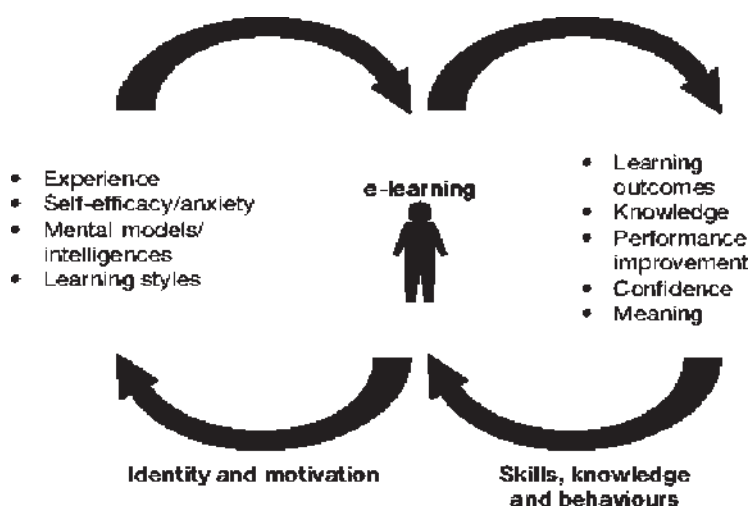 • Experience
• Self-efficacy/anxiety
• Mental models/
intelligences
• Learning styles
e-learning
• Learning
outcomes
• Knowledge
• Performance
improvement
• Confidence
• Meaning
Identity and motivation
Skills, knowledge
and behaviours